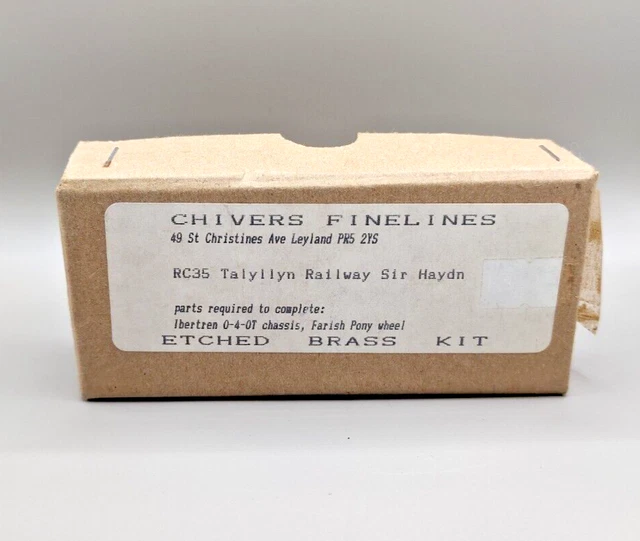 CHIVERS FINELINES
49 St Christines Ave Leyland PR5 2YS
RC35 Talyllyn Railway Sir Haydn
parts required to complete:
Ibertren 0-4-0T chassis, Farish Pony wheel
ETCHED BRASS KIT